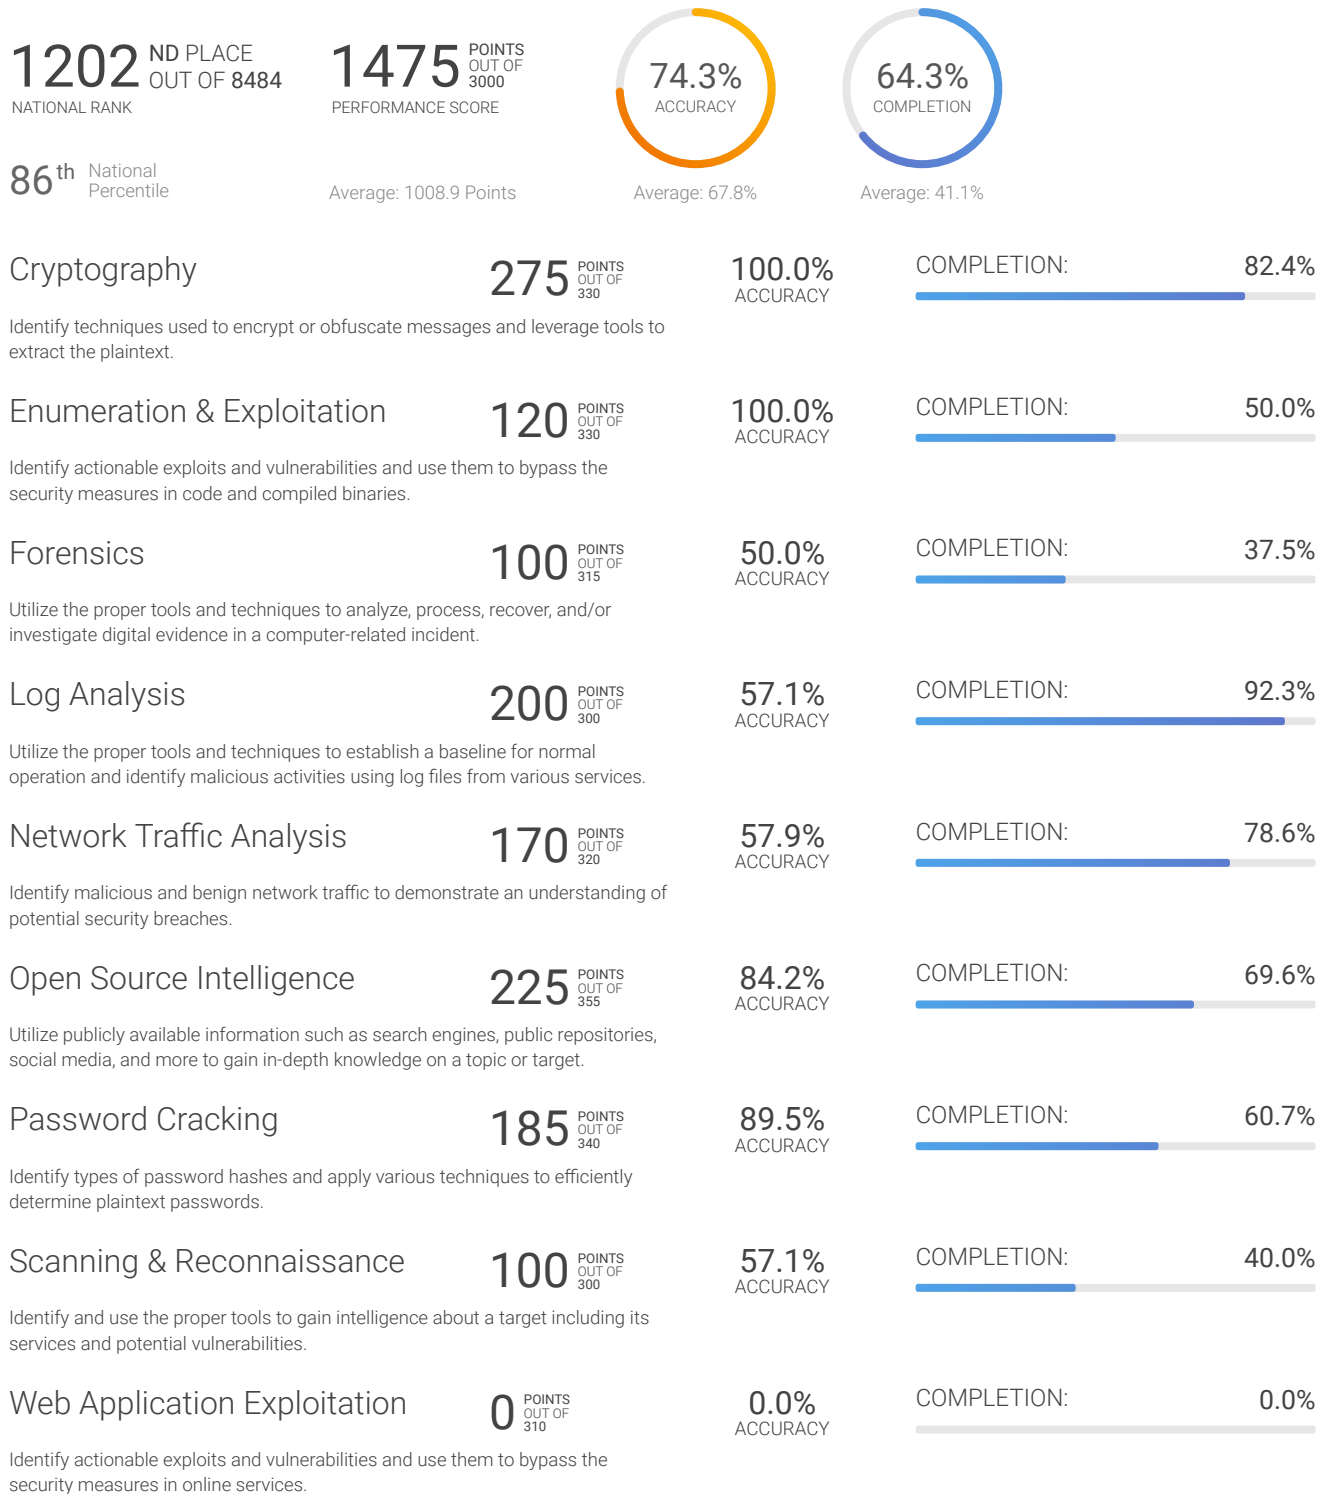 1202 ND PLACE
OUT OF 8484
NATIONAL RANK
1475 POINTS
OUT OF
3000
PERFORMANCE SCORE
74.3%
ACCURACY
64.3%
COMPLETION
86th National
Percentile
Average: 1008.9 Points
Average: 67.8%
Average: 41.1%
Cryptography
275 POINTS
OUT OF
330
100.0%
ACCURACY
COMPLETION: 82.4%
Identify techniques used to encrypt or obfuscate messages and leverage tools to
extract the plaintext.
Enumeration & Exploitation
120 POINTS
OUT OF
330
100.0%
ACCURACY
COMPLETION: 50.0%
Identify actionable exploits and vulnerabilities and use them to bypass the
security measures in code and compiled binaries.
Forensics
100 POINTS
OUT OF
315
50.0%
ACCURACY
COMPLETION: 37.5%
Utilize the proper tools and techniques to analyze, process, recover, and/or
investigate digital evidence in a computer-related incident.
Log Analysis
200 POINTS
OUT OF
300
57.1%
ACCURACY
COMPLETION: 92.3%
Utilize the proper tools and techniques to establish a baseline for normal
operation and identify malicious activities using log files from various services.
Network Traffic Analysis
170 POINTS
OUT OF
320
57.9%
ACCURACY
COMPLETION: 78.6%
Identify malicious and benign network traffic to demonstrate an understanding of
potential security breaches.
Open Source Intelligence
225 POINTS
OUT OF
355
84.2%
ACCURACY
COMPLETION: 69.6%
Utilize publicly available information such as search engines, public repositories,
social media, and more to gain in-depth knowledge on a topic or target.
Password Cracking
185 POINTS
OUT OF
340
89.5%
ACCURACY
COMPLETION: 60.7%
Identify types of password hashes and apply various techniques to efficiently
determine plaintext passwords.
Scanning & Reconnaissance
100 POINTS
OUT OF
300
57.1%
ACCURACY
COMPLETION: 40.0%
Identify and use the proper tools to gain intelligence about a target including its
services and potential vulnerabilities.
Web Application Exploitation
0 POINTS
OUT OF
310
0.0%
ACCURACY
COMPLETION: 0.0%
Identify actionable exploits and vulnerabilities and use them to bypass the
security measures in online services.